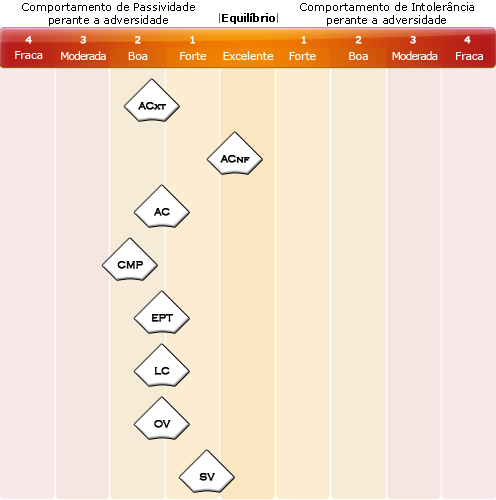 Comportamento de Passividade
perante a adversidade
|Equilíbrio|
Comportamento de Intolerância
perante a adversidade
4 3 2 1 1 2 3 4
Fraca Moderada Boa Forte Excelente Forte Boa Moderada Fraca
ACXT
ACNF
AC
CMP
EPT
LC
OV
SV